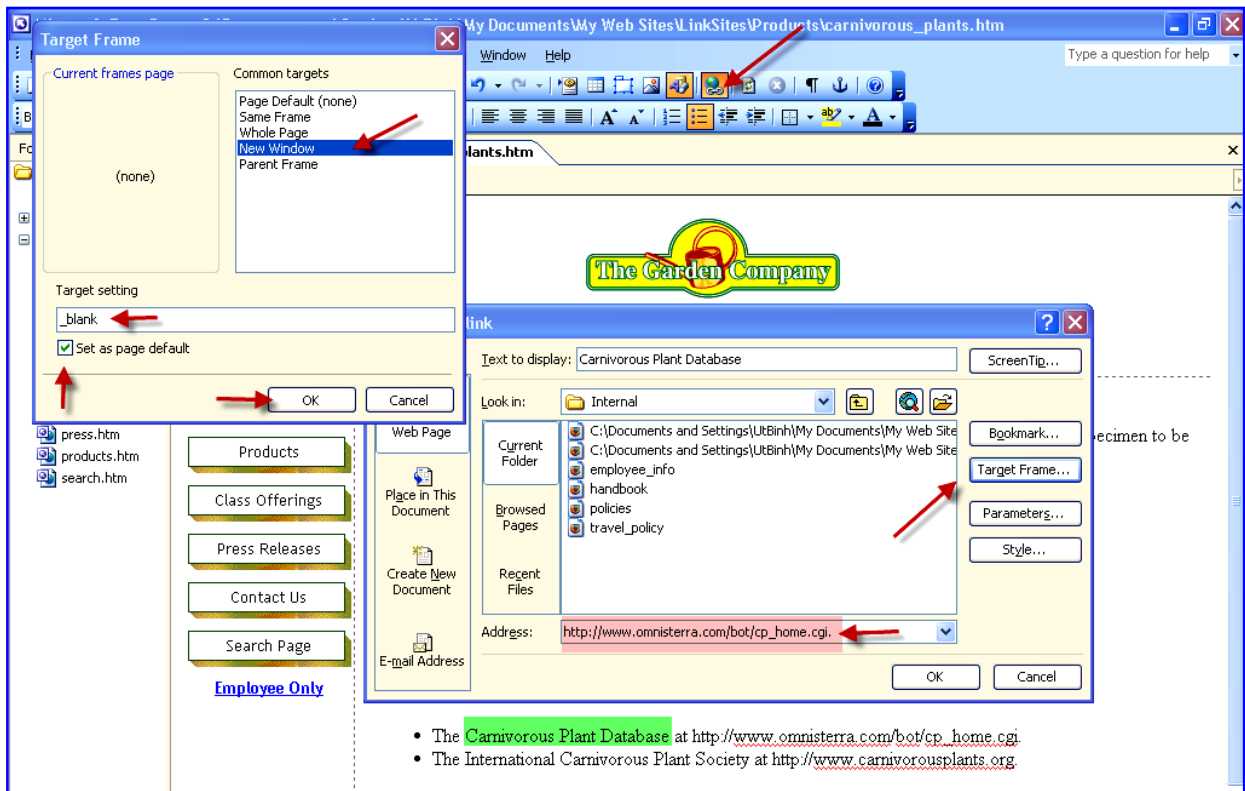 My Documents\My Web Sites\LinkSites\Products\carnivorous_plants.htm
Target Frame
Window Help
Type a question for help
Current frames page
Common targets
Page Default (none)
Same Frame
Whole Page
New Window
Parent Frame
(none)
plants.htm
The Garden Company
Target setting
_blank
Set as page default
OK
Cancel
link
Text to display:
Carnivorous Plant Database
ScreenTip...
Look in:
Internal
Web Page
Current
Folder
C:\Documents and Settings\UtBinh\My Documents\My Web Site
C:\Documents and Settings\UtBinh\My Documents\My Web Site
employee_info
handbook
policies
travel_policy
Bookmark...
Target Frame...
Parameters...
Style...
Place in This
Document
Browsed
Pages
Create New
Document
Recent
Files
Address:
http://www.omnisterra.com/bot/cp_home.cgi.
E-mail Address
OK
Cancel
press.htm
products.htm
search.htm
Products
Class Offerings
Press Releases
Contact Us
Search Page
Employee Only
pecimen to be
• The Carnivorous Plant Database at http://www.omnisterra.com/bot/cp_home.cgi.
• The International Carnivorous Plant Society at http://www.carnivorousplants.org.